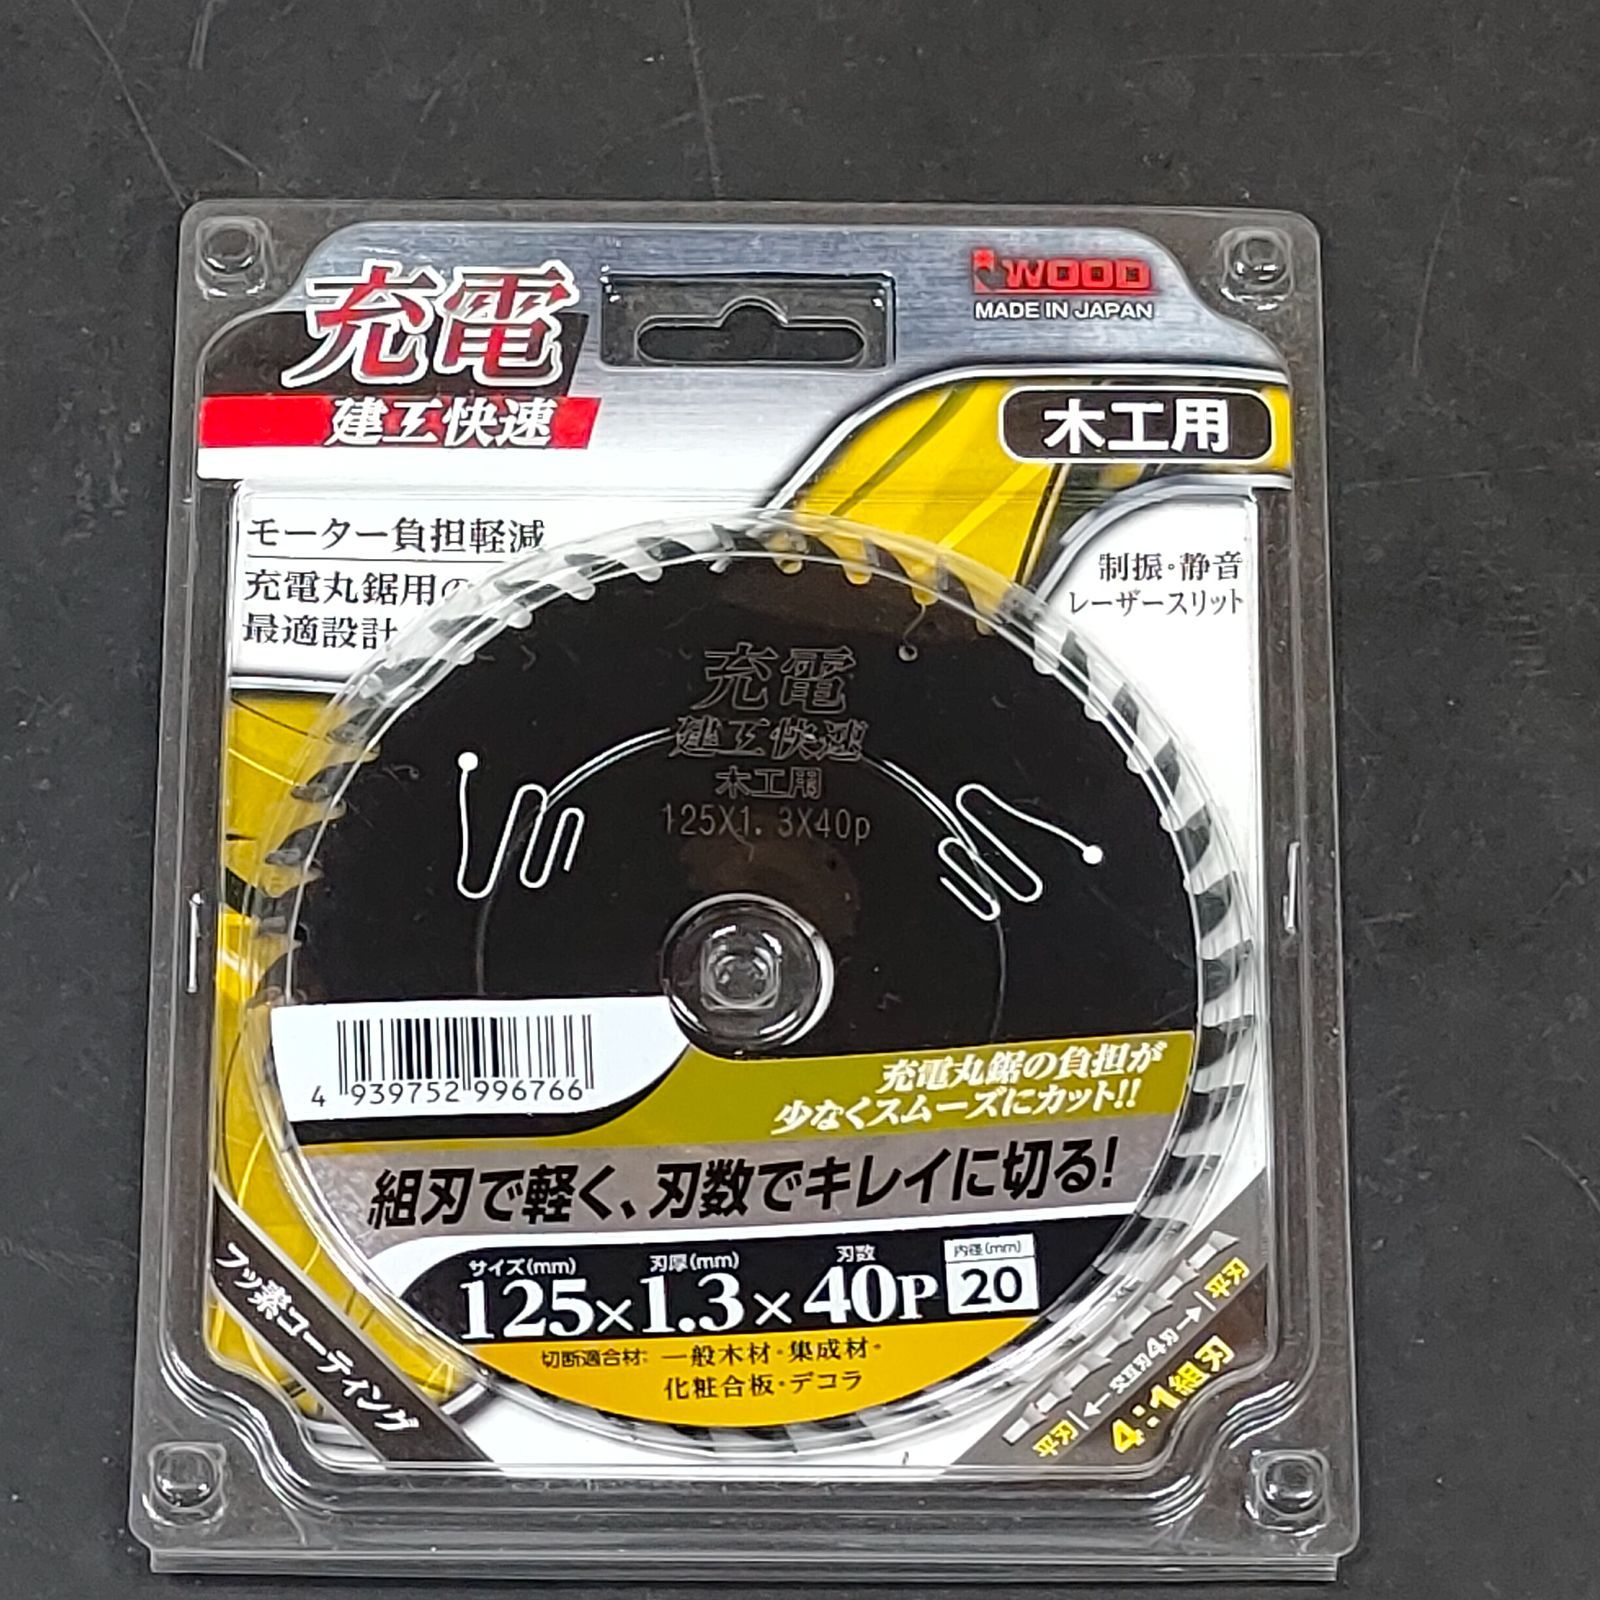 充電
建工快速
iWOOD
MADE IN JAPAN
木工用
モーター負担軽減
充電丸鋸用の
最適設計
制振・静音
レーザースリット
充電
建工快速
木工用
125X1.3X40p
4 939752 996766
充電丸鋸の負担が
少なくスムーズにカット!!
組刃で軽く、刃数でキレイに切る!
サイズ(mm) 刃厚(mm) 刃数 内径(mm)
125×1.3×40P 20
切断適合材: 一般木材・集成材・
化粧合板・デコラ
フッ素コーティング
平刃 ←交互刃4刃→ 平刃
4:1組刃